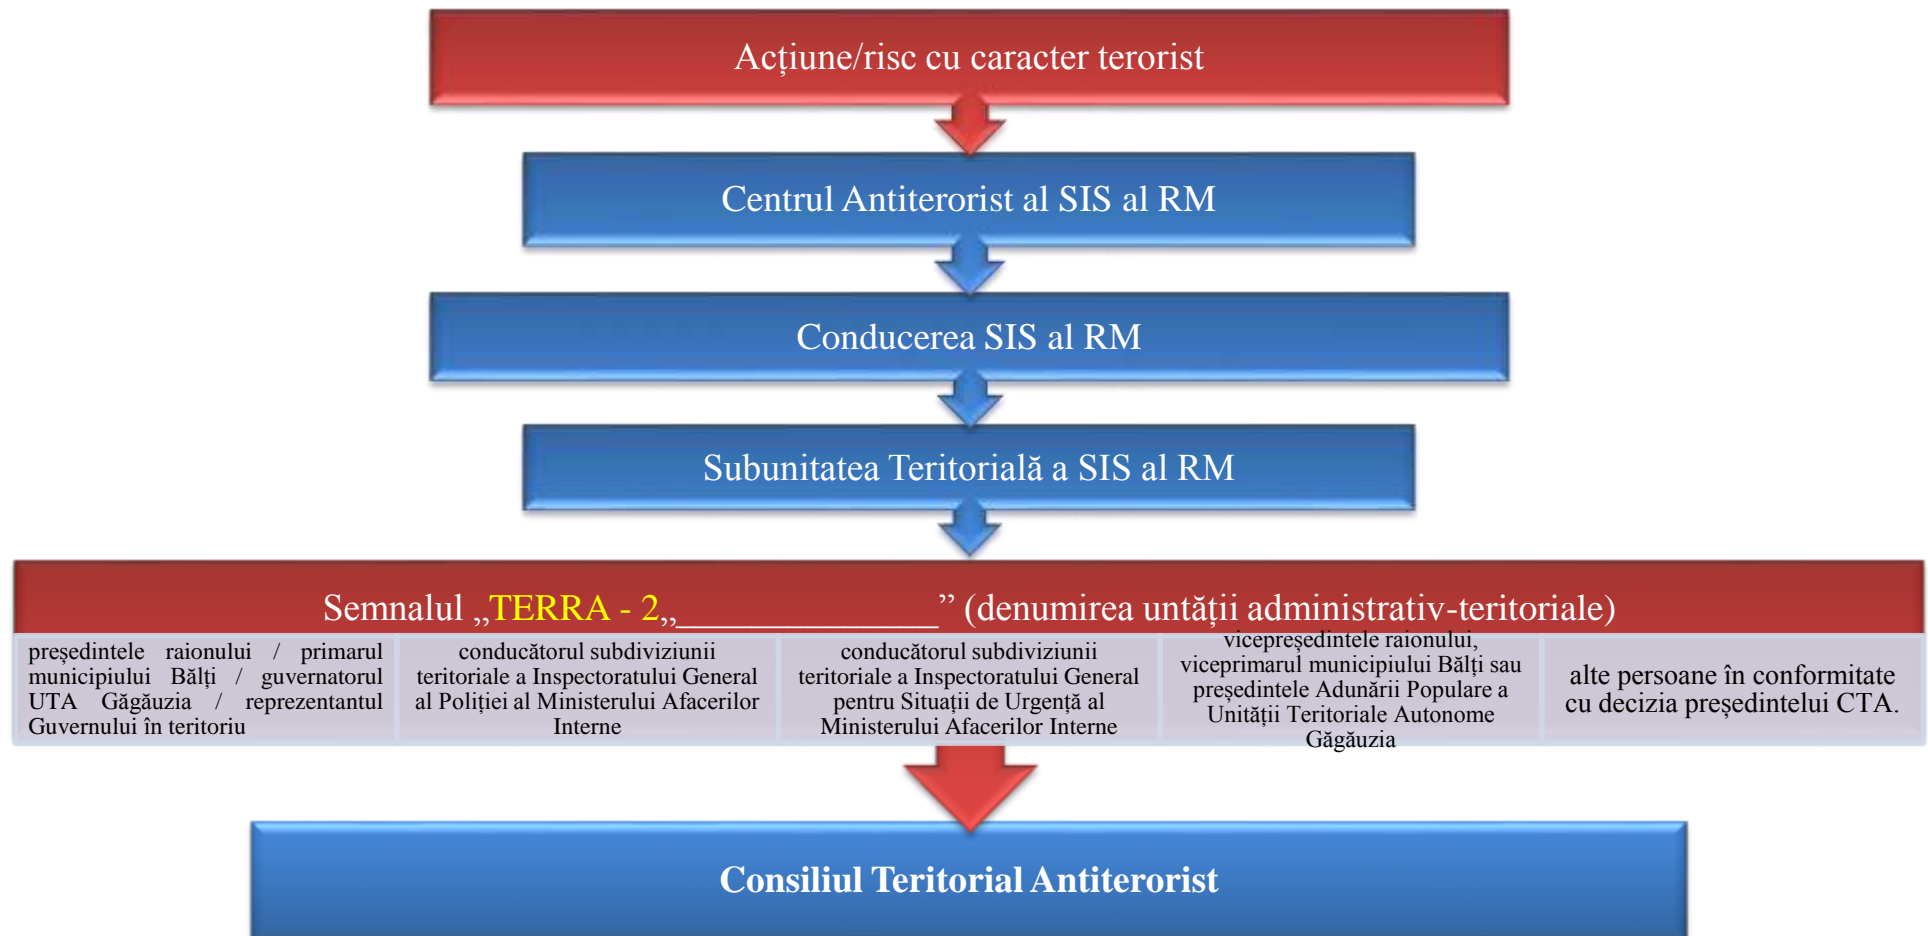 Acțiune/risc cu caracter terorist
Centrul Antiterorist al SIS al RM
Conducerea SIS al RM
Subunitatea Teritorială a SIS al RM
Semnalul „TERRA - 2„_______________” (denumirea untății administrativ-teritoriale)
președintele raionului / primarul
municipiului Bălți / guvernatorul
UTA Găgăuzia / reprezentantul
Guvernului în teritoriu
conducătorul subdiviziunii
teritoriale a Inspectoratului General
al Poliției al Ministerului Afacerilor
Interne
conducătorul subdiviziunii
teritoriale a Inspectoratului General
pentru Situații de Urgență al
Ministerului Afacerilor Interne
vicepreședintele raionului,
viceprimarul municipiului Bălți sau
președintele Adunării Populare a
Unității Teritoriale Autonome
Găgăuzia
alte persoane în conformitate
cu decizia președintelui CTA.
Consiliul Teritorial Antiterorist